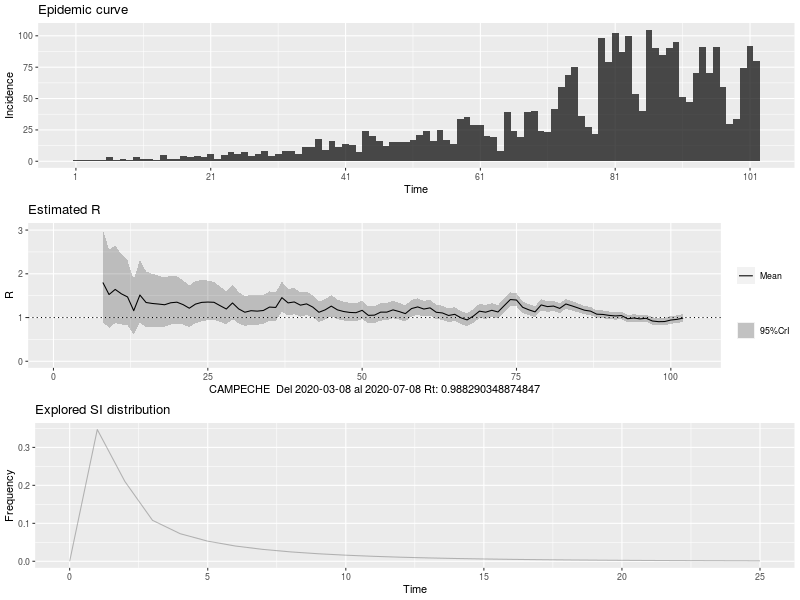 Epidemic curve
100
75
50
25
0
Incidence
1 21 41 61 81 101
Time
Estimated R
3
2
1
0
R
Mean
95%CrI
0 25 50 75 100
CAMPECHE Del 2020-03-08 al 2020-07-08 Rt: 0.988290348874847
Explored SI distribution
0.3
0.2
0.1
0.0
Frequency
0 5 10 15 20 25
Time